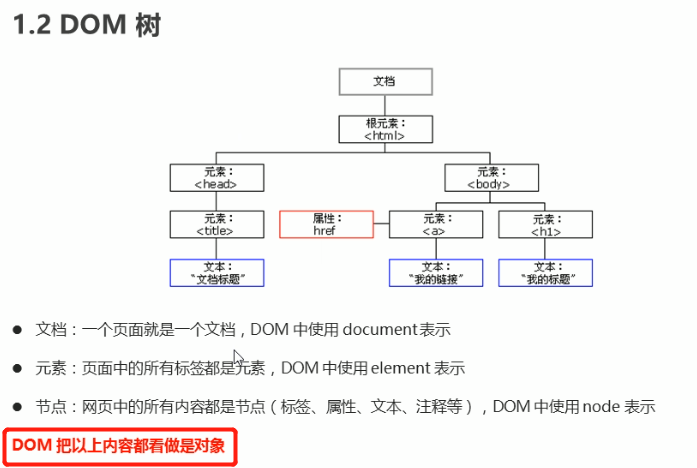 1.2 DOM 树
文档
根元素：
<html>
元素：
<head>
元素：
<body>
元素：
<title>
属性：
href
元素：
<a>
元素：
<h1>
文本：
"文档标题"
文本：
"我的链接"
文本：
"我的标题"
● 文档：一个页面就是一个文档，DOM 中使用 document 表示
● 元素：页面中的所有标签都是元素，DOM 中使用 element 表示
● 节点：网页中的所有内容都是节点（标签、属性、文本、注释等），DOM 中使用 node 表示
DOM 把以上内容都看做是对象